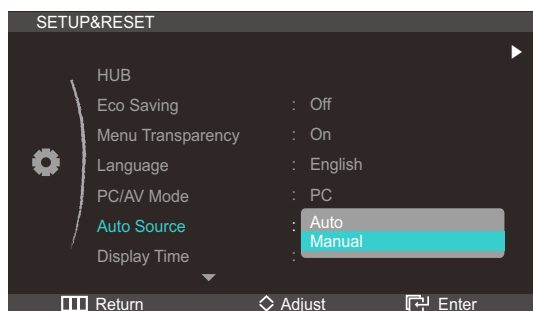 SETUP&RESET
HUB
Eco Saving : Off
Menu Transparency : On
Language : English
PC/AV Mode : PC
Auto Source : Auto
Manual
Display Time :
Return Adjust Enter